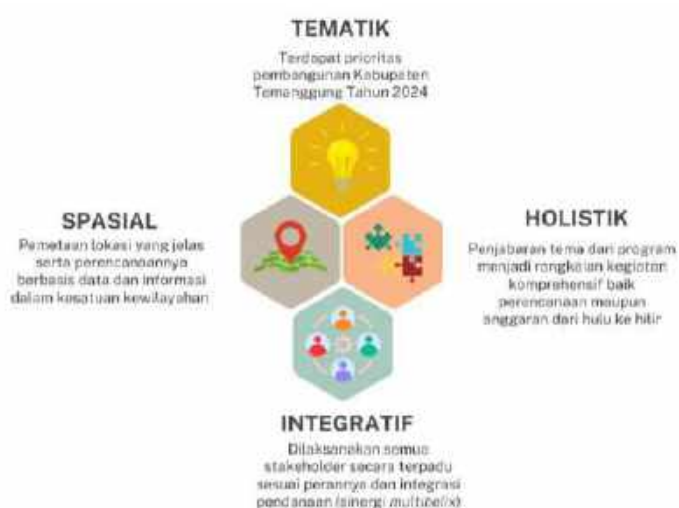 TEMATIK
Terdapat prioritas
pembangunan Kabupaten
Temanggung Tahun 2024
SPASIAL
Pemetaan lokasi yang jelas
serta perencanaannya
berbasis data dan informasi
dalam kesatuan kewilayahan
HOLISTIK
Penjabaran tema dan program
menjadi rangkaian kegiatan
komprehensif baik
perencanaan maupun
anggaran dari hulu ke hilir
INTEGRATIF
Dilaksanakan semua
stakeholder secara terpadu
sesuai perannya dan integrasi
pendanaan (sinergi multihelix)